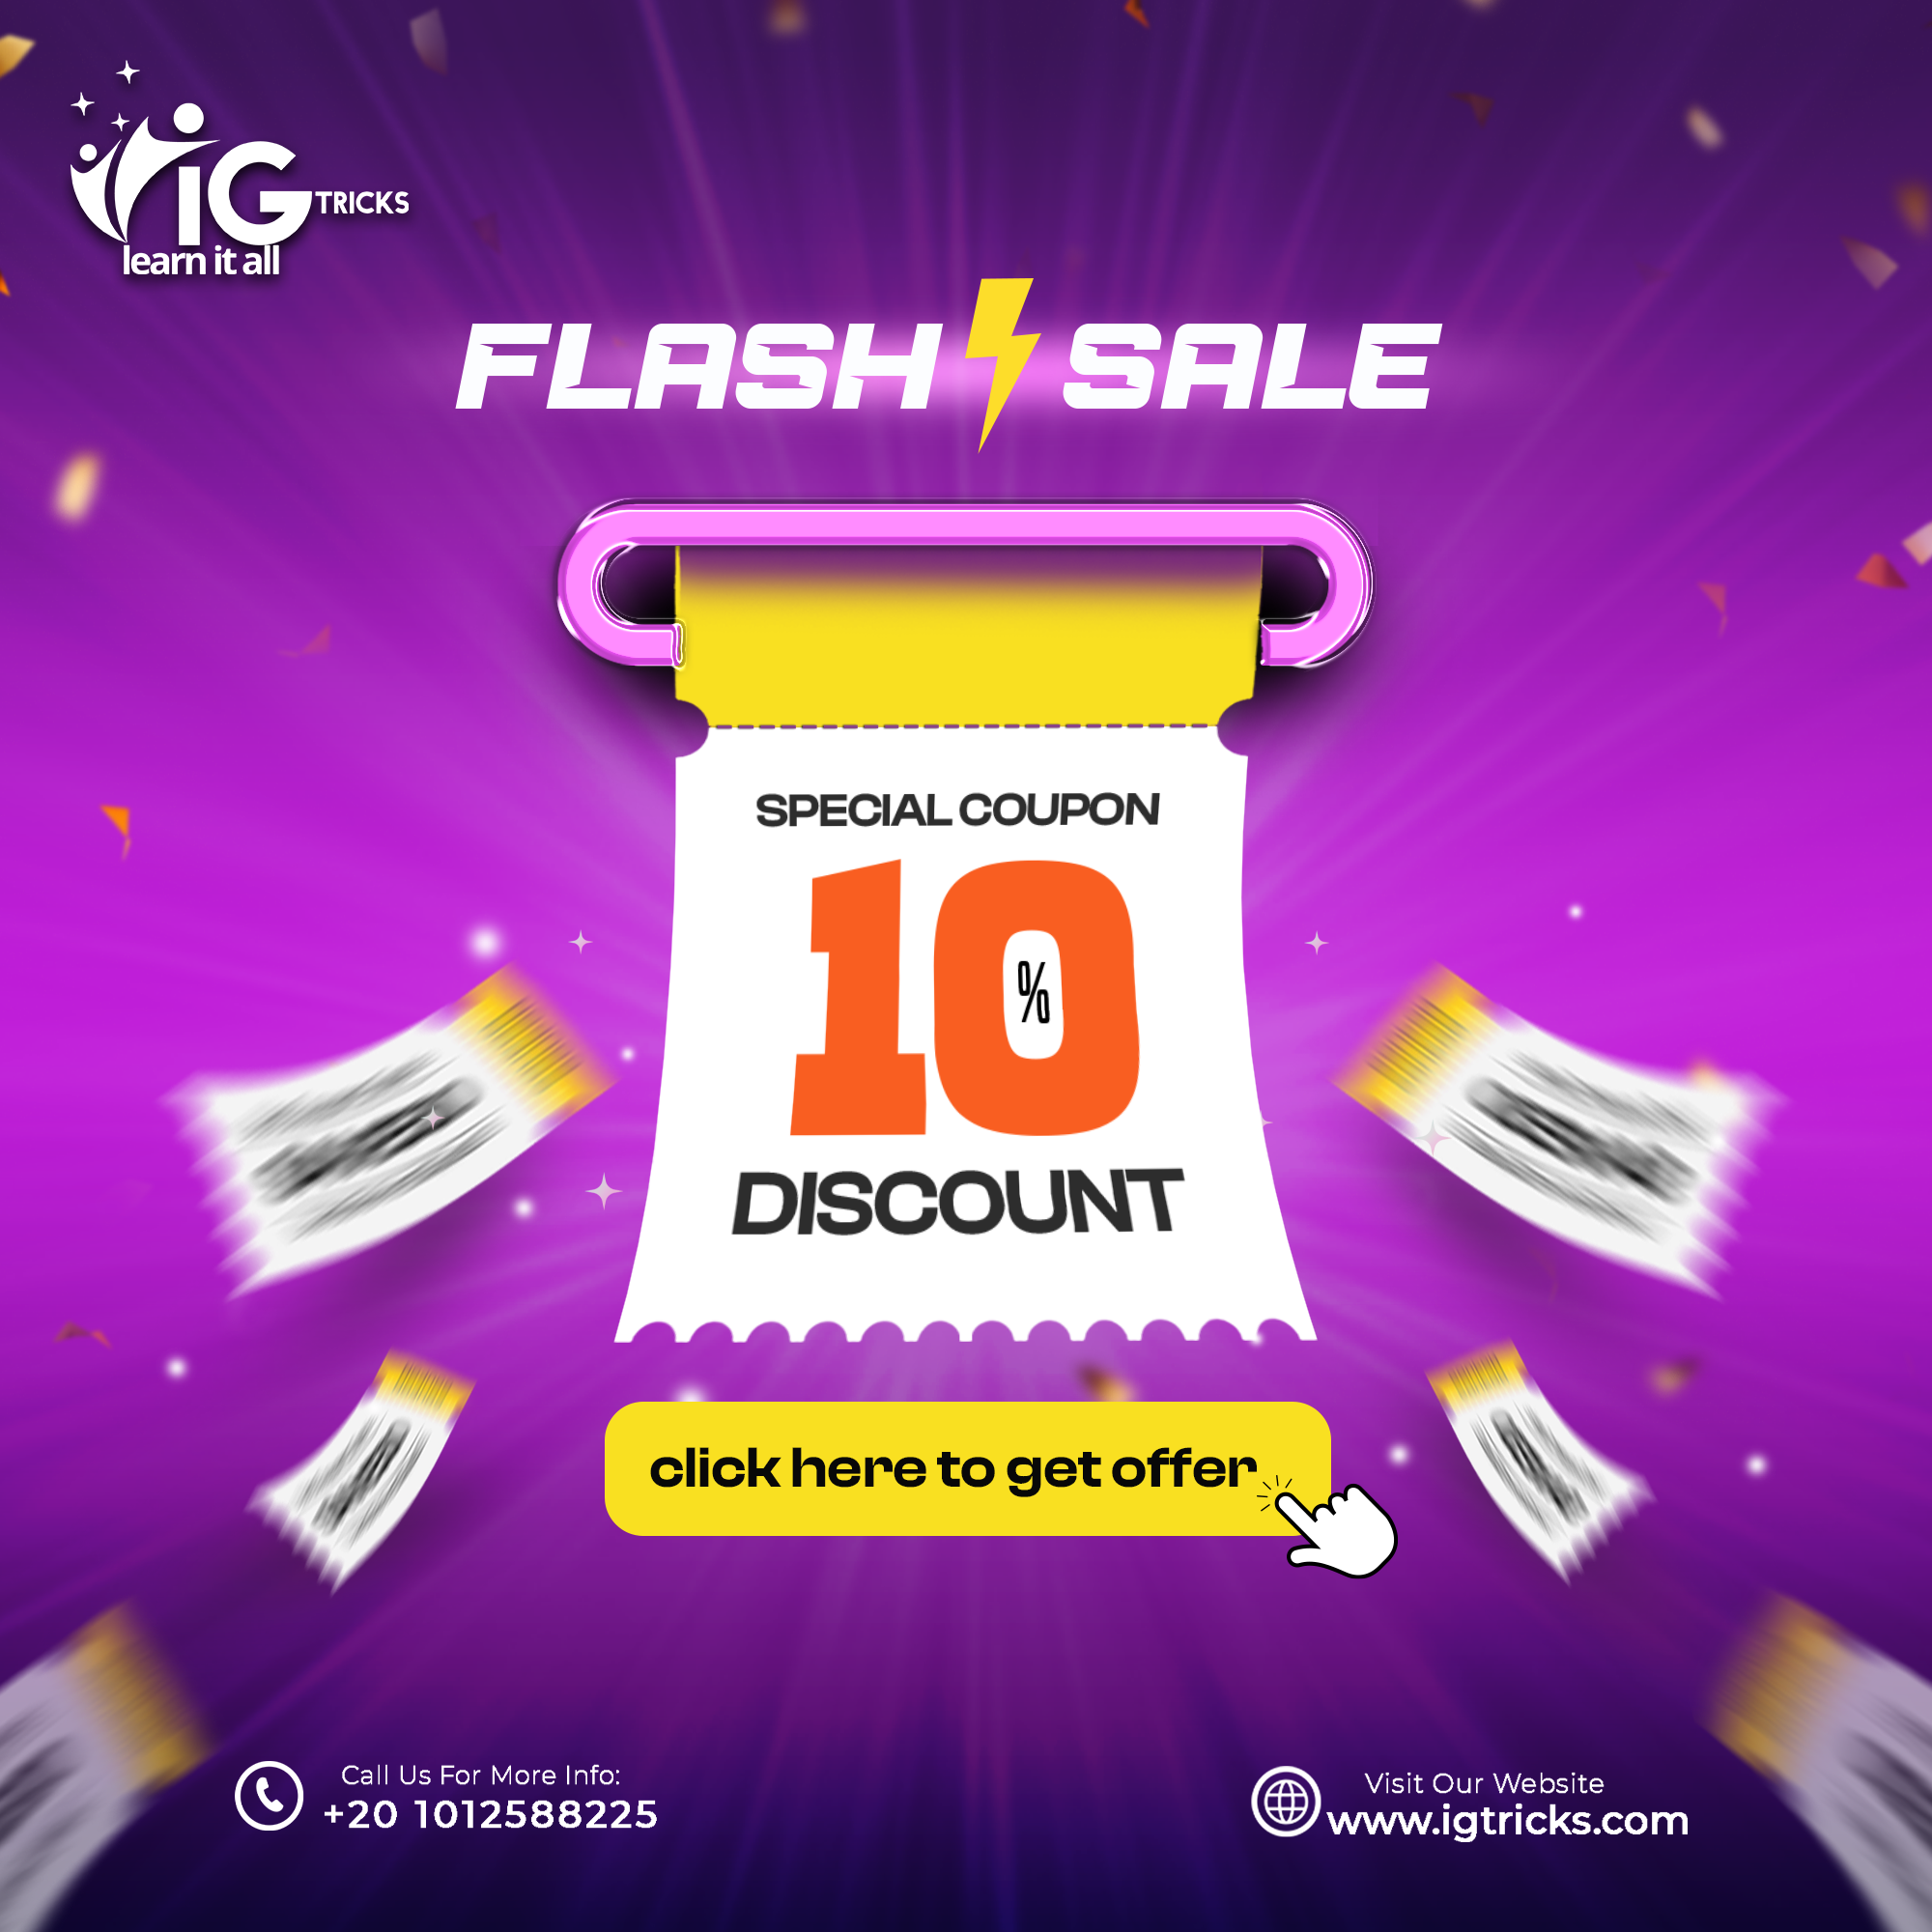 iG TRICKS
learn it all
FLASH SALE
SPECIAL COUPON
10
%
DISCOUNT
click here to get offer
Call Us For More Info:
+20 1012588225
Visit Our Website
www.igtricks.com